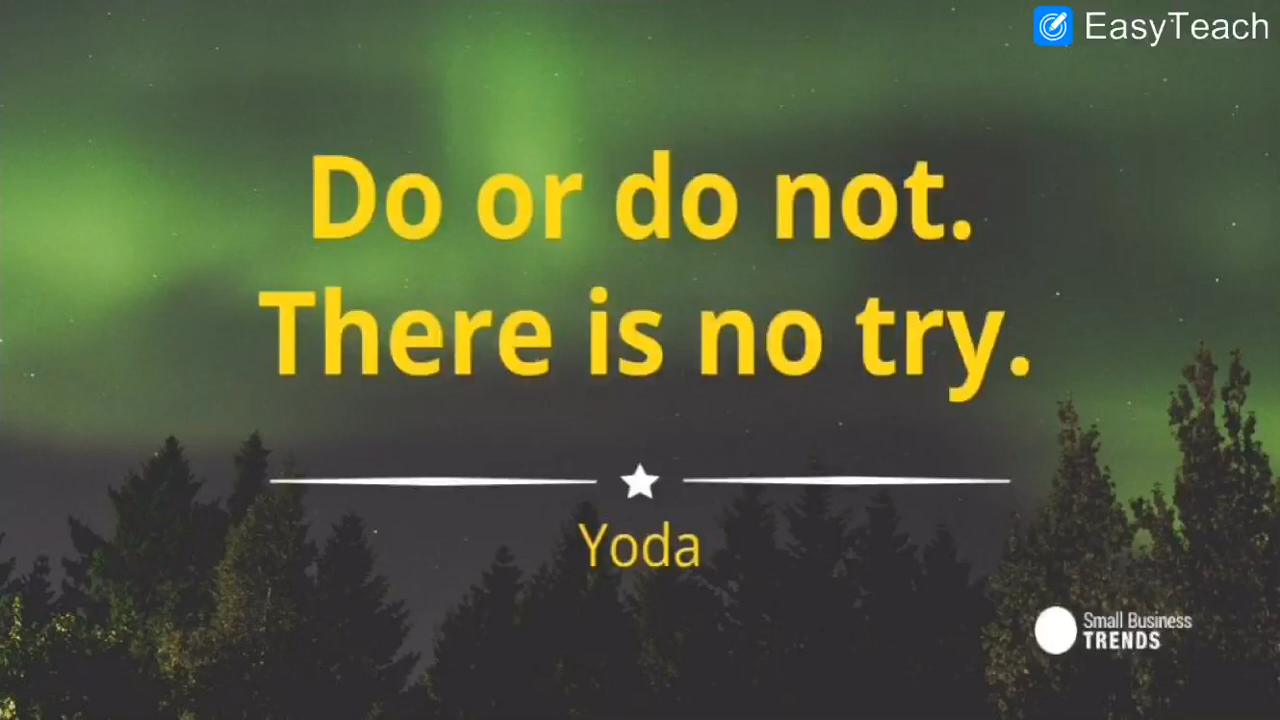 EasyTeach
Do or do not.
There is no try.
Yoda
Small Business
TRENDS